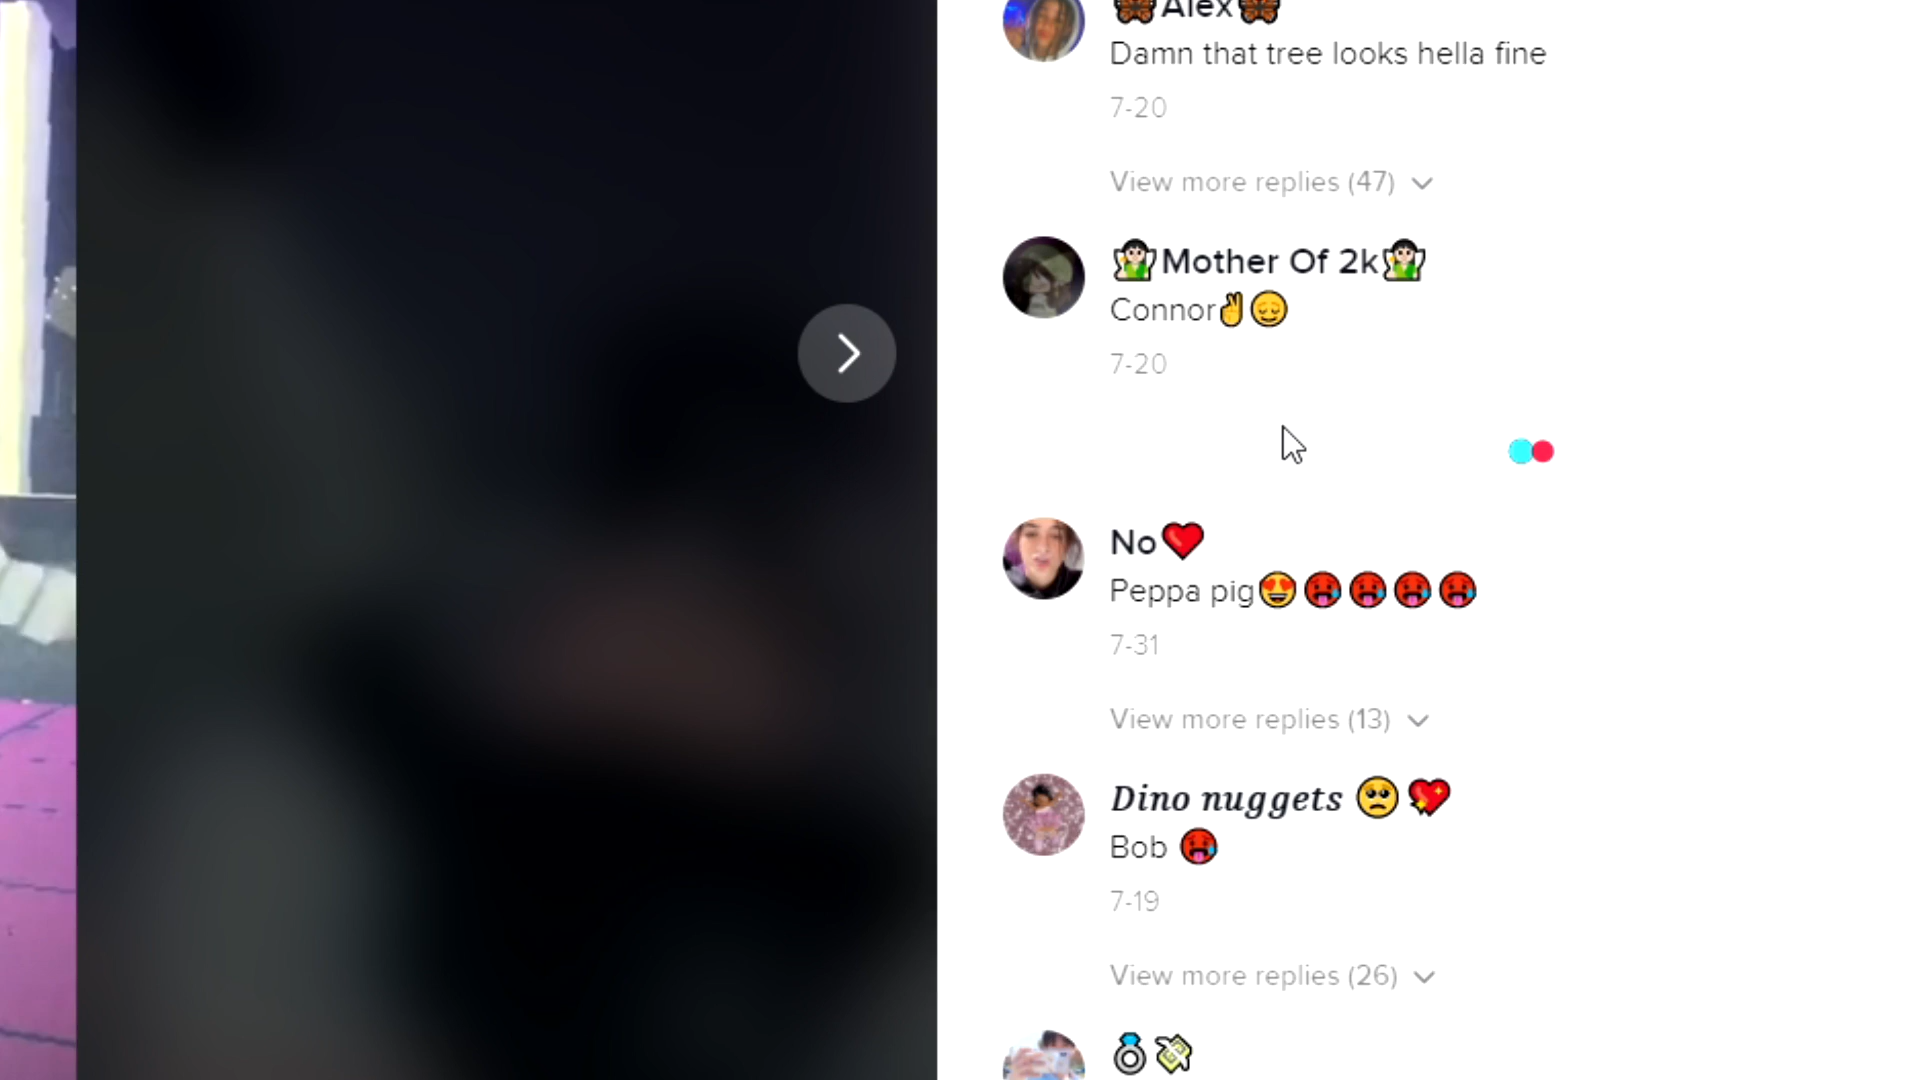 🦋Alex🦋
Damn that tree looks hella fine
7-20
View more replies (47)
🧚🏻Mother Of 2k🧚🏻
Connor✌😌
7-20
No❤️
Peppa pig😍🥵🥵🥵🥵
7-31
View more replies (13)
Dino nuggets 🥺 💖
Bob 🥵
7-19
View more replies (26)
💍💸